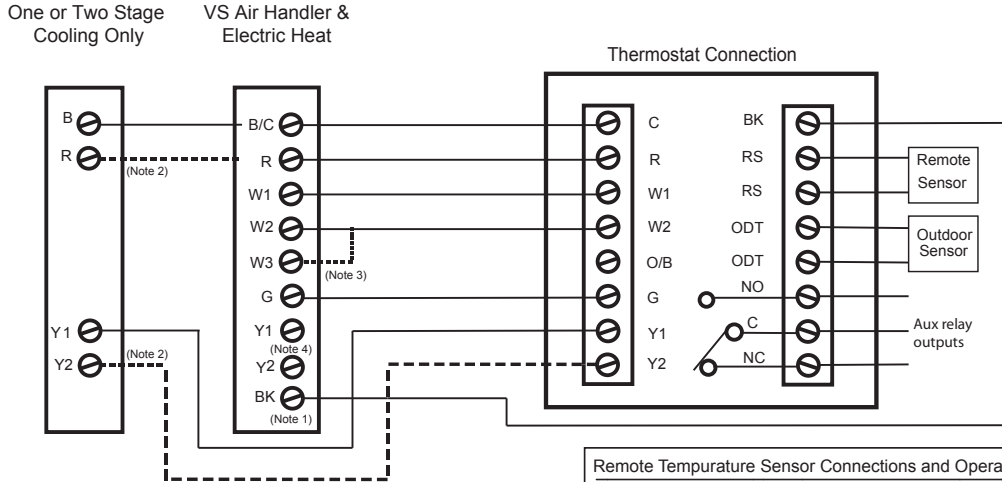 One or Two Stage
Cooling Only
VS Air Handler &
Electric Heat
Thermostat Connection
B
R
(Note 2)
Y1
Y2
(Note 2)
B/C
R
W1
W2
W3
(Note 3)
G
Y1
(Note 4)
Y2
BK
(Note 1)
C
R
W1
W2
O/B
G
Y1
Y2
BK
RS
RS
ODT
ODT
NO
C
NC
Remote
Sensor
Outdoor
Sensor
Aux relay
outputs
Remote Tempurature Sensor Connections and Opera